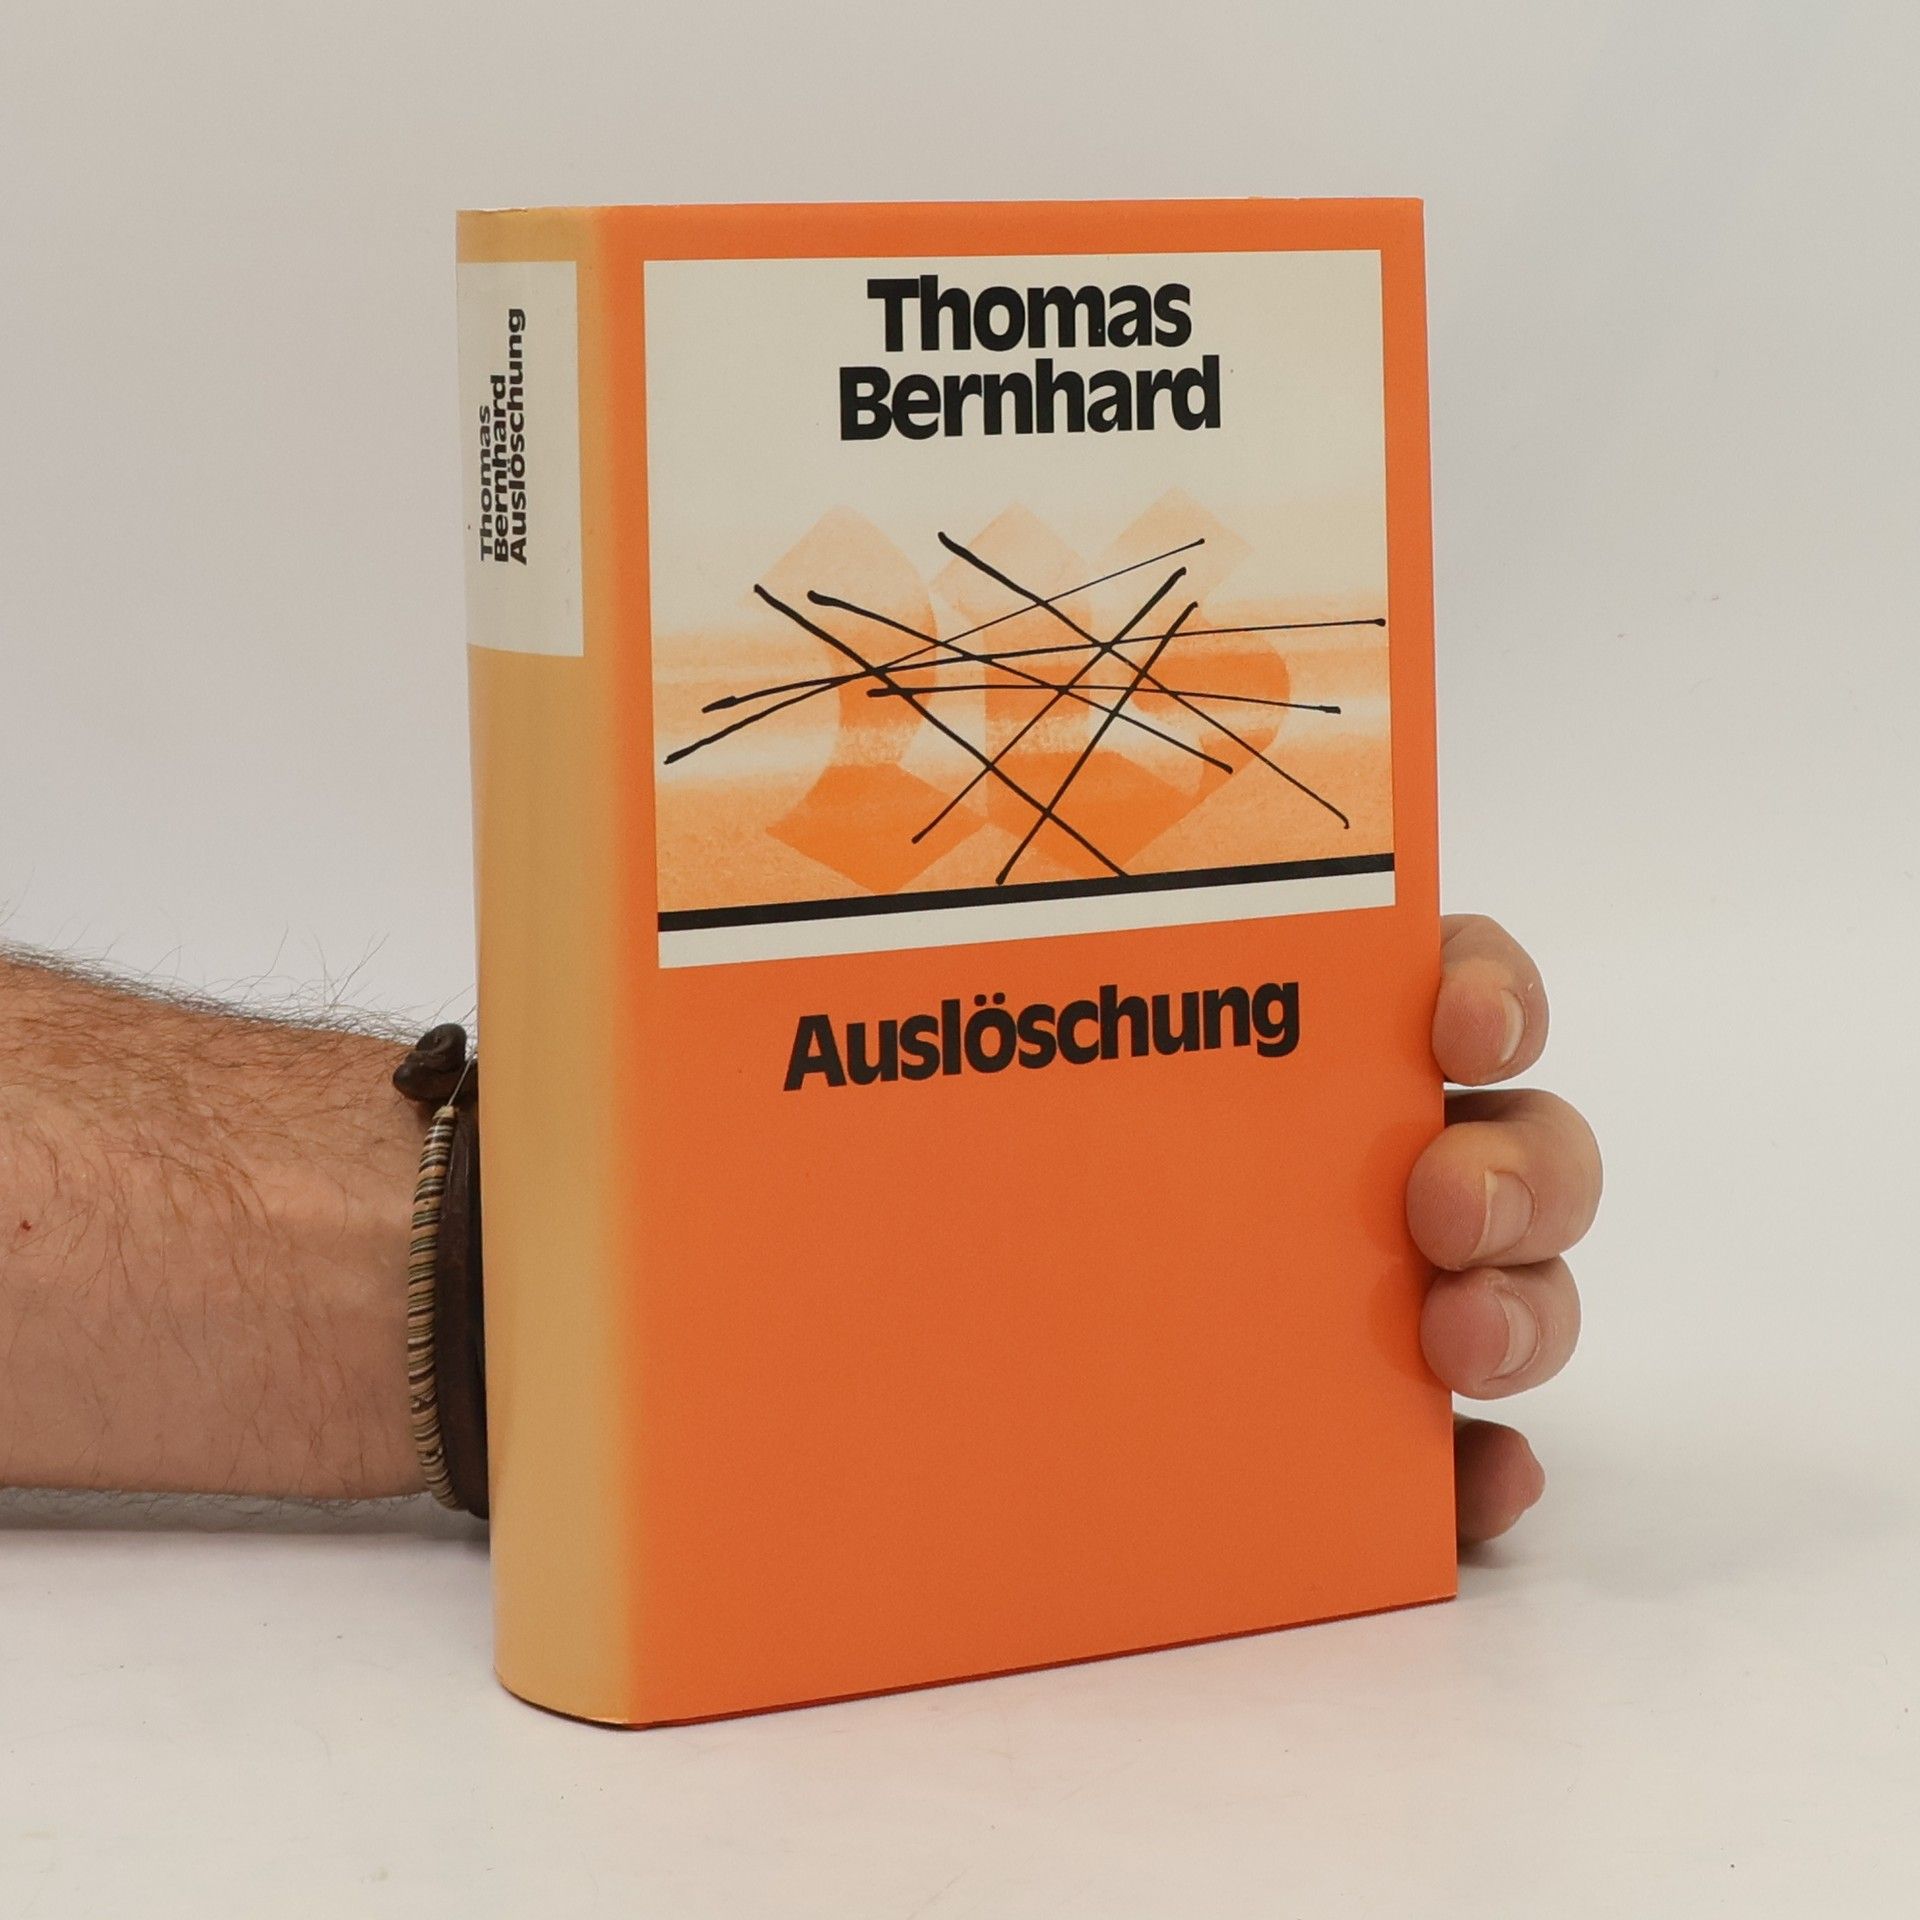 Thomas
Bernhard
Auslöschung
Thomas
Bernhard
Auslöschung